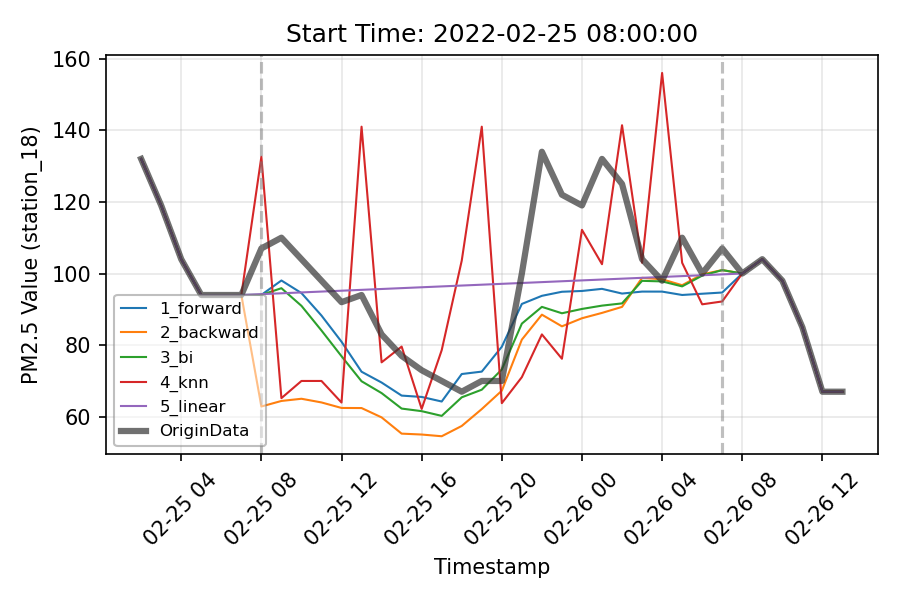 Start Time: 2022-02-25 08:00:00
PM2.5 Value (station_18)
160
140
120
100
80
60
1_forward
2_backward
3_bi
4_knn
5_linear
OriginData
02-25 04
02-25 08
02-25 12
02-25 16
02-25 20
02-26 00
02-26 04
02-26 08
02-26 12
Timestamp